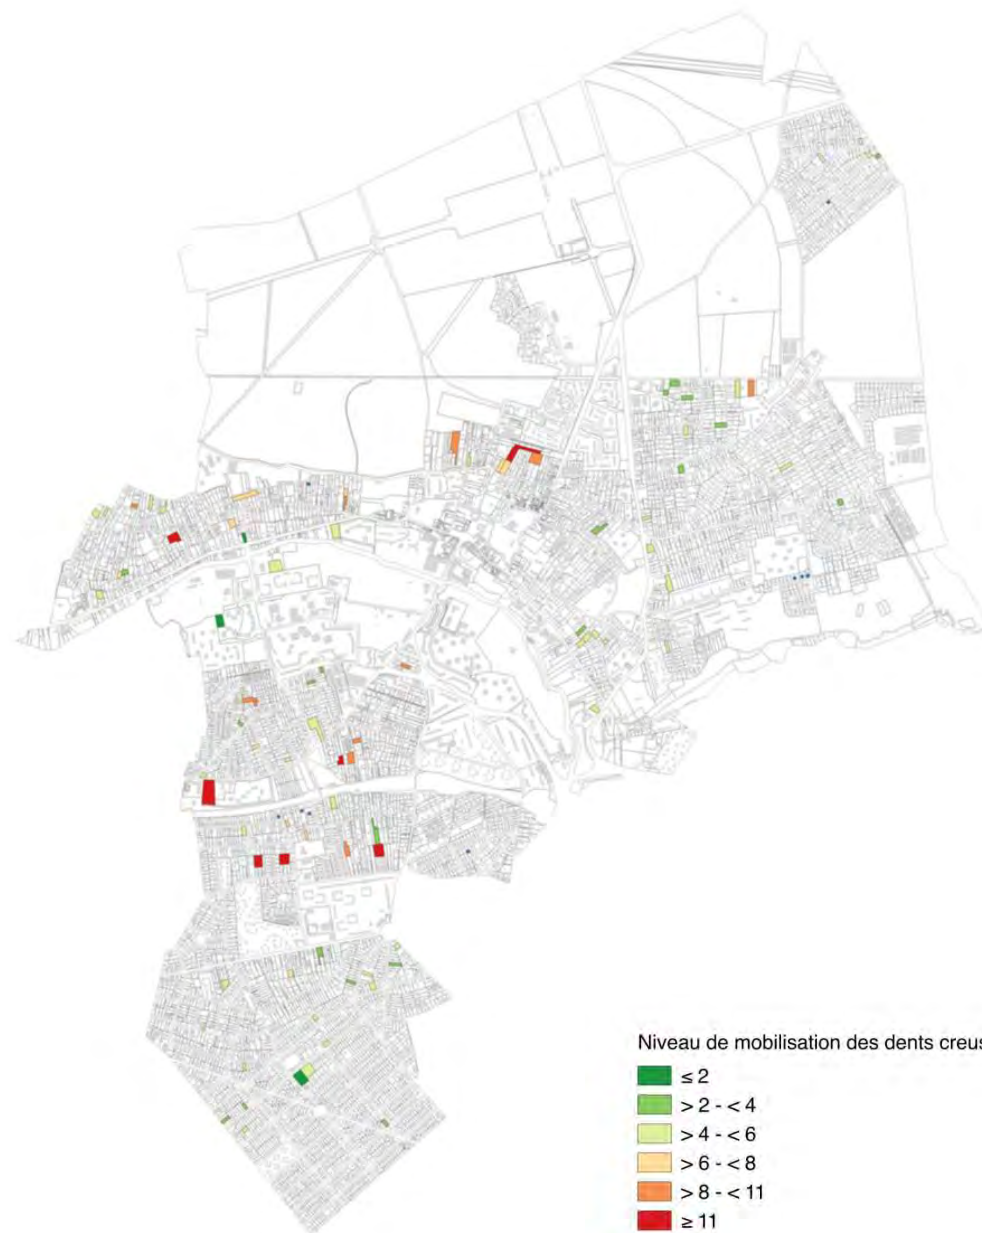 Niveau de mobilisation des dents creus
≤ 2
> 2 - < 4
> 4 - < 6
> 6 - < 8
> 8 - < 11
≥ 11